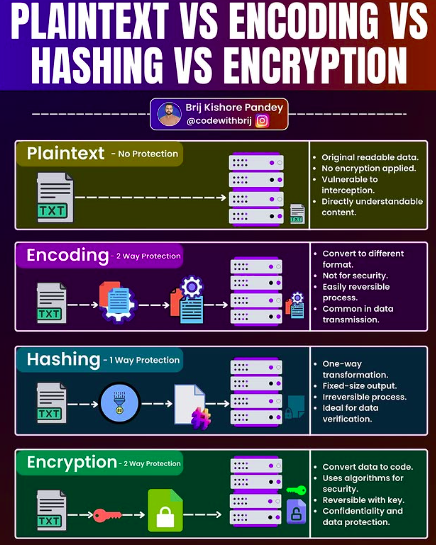 PLAINTEXT VS ENCODING VS
HASHING VS ENCRYPTION
Brij Kishore Pandey
@codewithbrij
Plaintext - No Protection
TXT
TXT
• Original readable data.
• No encryption applied.
• Vulnerable to
interception.
• Directly understandable
content.
Encoding - 2 Way Protection
TXT
• Convert to different
format.
• Not for security.
• Easily reversible
process.
• Common in data
transmission.
Hashing - 1 Way Protection
TXT
• One-way
transformation.
• Fixed-size output.
• Irreversible process.
• Ideal for data
verification.
Encryption - 2 Way Protection
TXT
• Convert data to code.
• Uses algorithms for
security.
• Reversible with key.
• Confidentiality and
data protection.